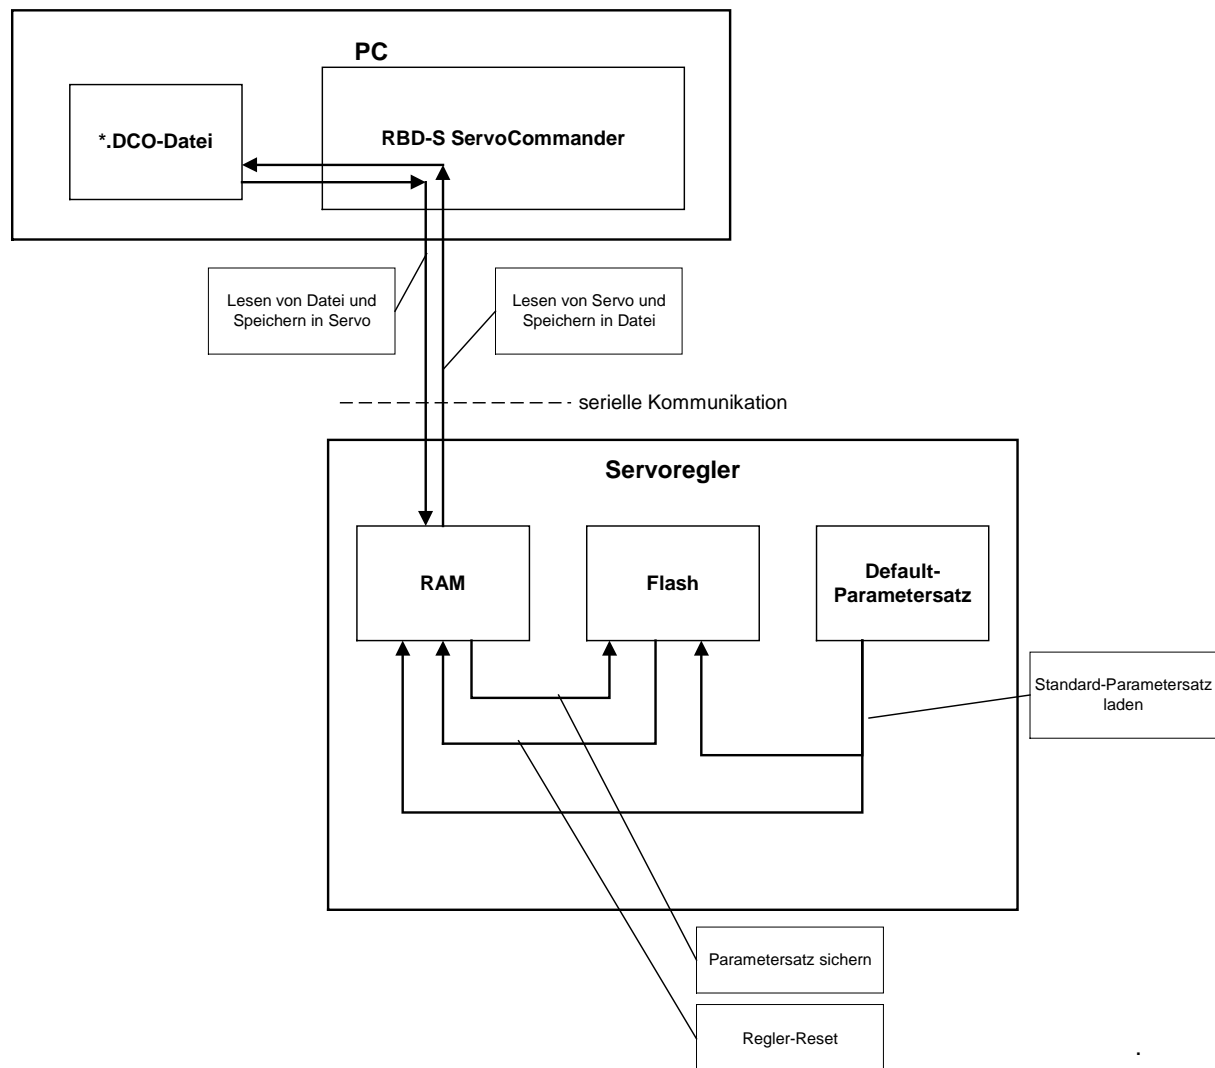 PC
*.DCO-Datei
RBD-S ServoCommander
Lesen von Datei und
Speichern in Servo
Lesen von Servo und
Speichern in Datei
serielle Kommunikation
Servoregler
RAM
Flash
Default-
Parametersatz
Standard-Parametersatz
laden
Parametersatz sichern
Regler-Reset
.